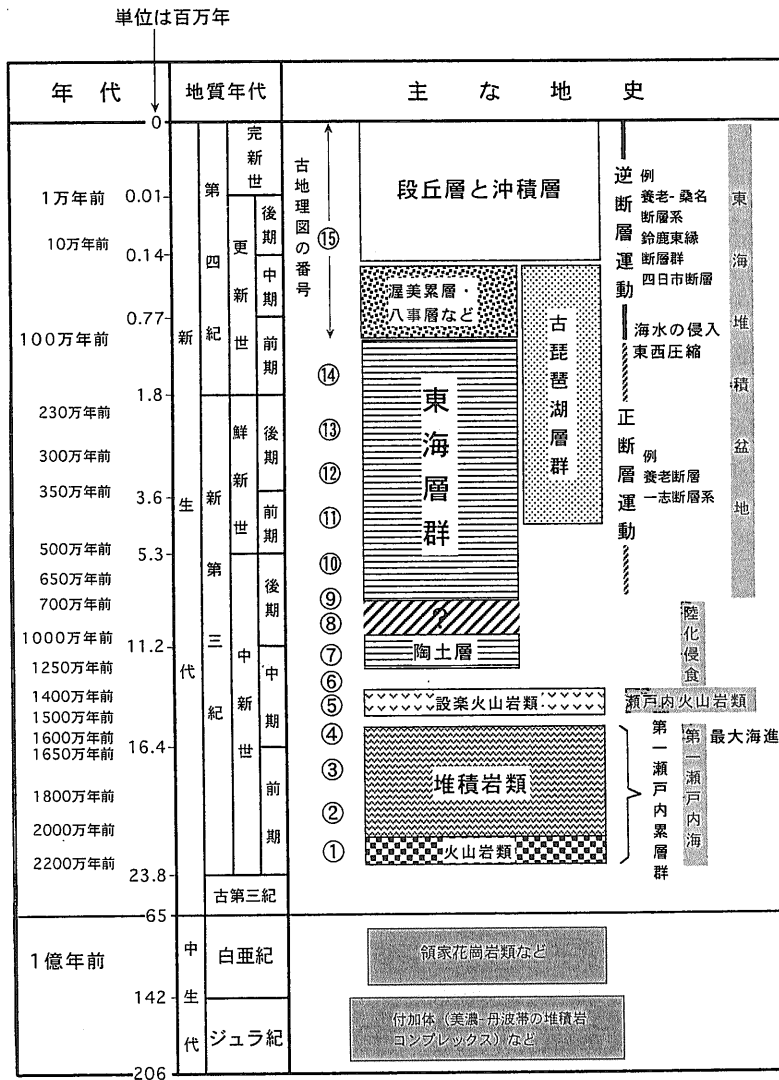 単位は百万年
年代
地質年代
主な地史
0
1万年前
0.01
10万年前
0.14
0.77
100万年前
1.8
230万年前
300万年前
350万年前
3.6
500万年前
5.3
650万年前
700万年前
1000万年前
11.2
1250万年前
1400万年前
1500万年前
1600万年前
16.4
1650万年前
1800万年前
2000万年前
2200万年前
23.8
65
1億年前
142
206
新生代
中生代
第四紀
新第三紀
古第三紀
白亜紀
ジュラ紀
完新世
更新世
後期
中期
前期
鮮新世
後期
前期
中新世
後期
中期
前期
古地理図の番号
⑮
⑭
⑬
⑫
⑪
⑩
⑨
⑧
⑦
⑥
⑤
④
③
②
①
段丘層と沖積層
渥美累層・
八事層など
古琵琶湖層群
東海層群
?
陶土層
設楽火山岩類
堆積岩類
火山岩類
領家花崗岩類など
付加体（美濃-丹波帯の堆積岩
コンプレックス）など
逆断層運動
例
養老-桑名
断層系
鈴鹿東縁
断層群
四日市断層
海水の侵入
東西圧縮
正断層運動
例
養老断層
一志断層系
東海堆積盆地
陸化侵食
瀬戸内火山岩類
第一瀬戸内累層群
第一瀬戸内海
最大海進